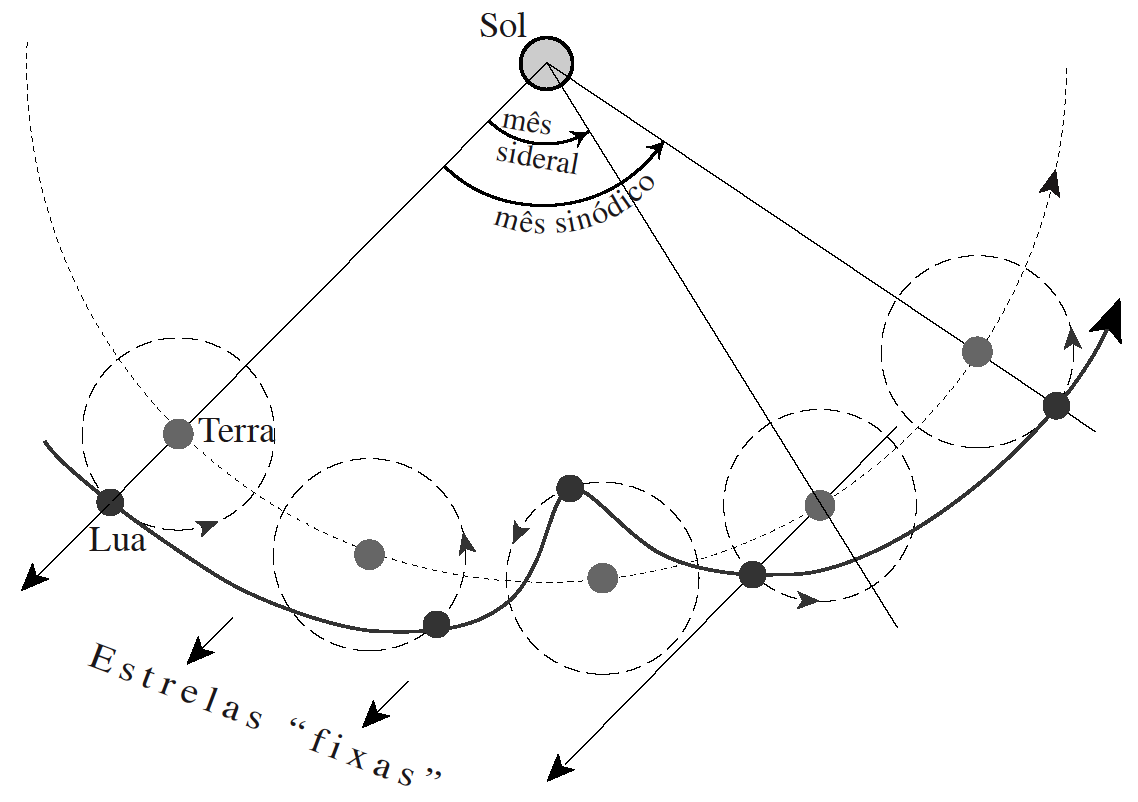 Sol
mês
sideral
mês sinódico
Terra
Lua
Estrelas “fixas”